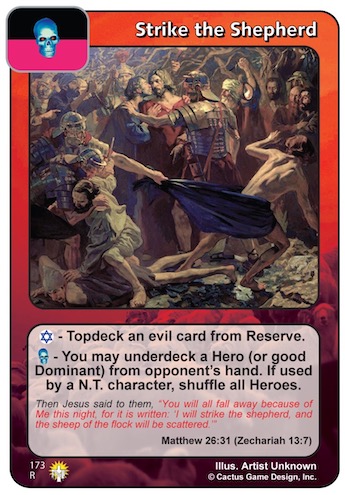 Strike the Shepherd
- Topdeck an evil card from Reserve.
- You may underdeck a Hero (or good
Dominant) from opponent's hand. If used
by a N.T. character, shuffle all Heroes.
Then Jesus said to them, "You will all fall away because of
Me this night, for it is written: 'I will strike the shepherd, and
the sheep of the flock will be scattered.'"
Matthew 26:31 (Zechariah 13:7)
173
R
Illus. Artist Unknown
© Cactus Game Design, Inc.